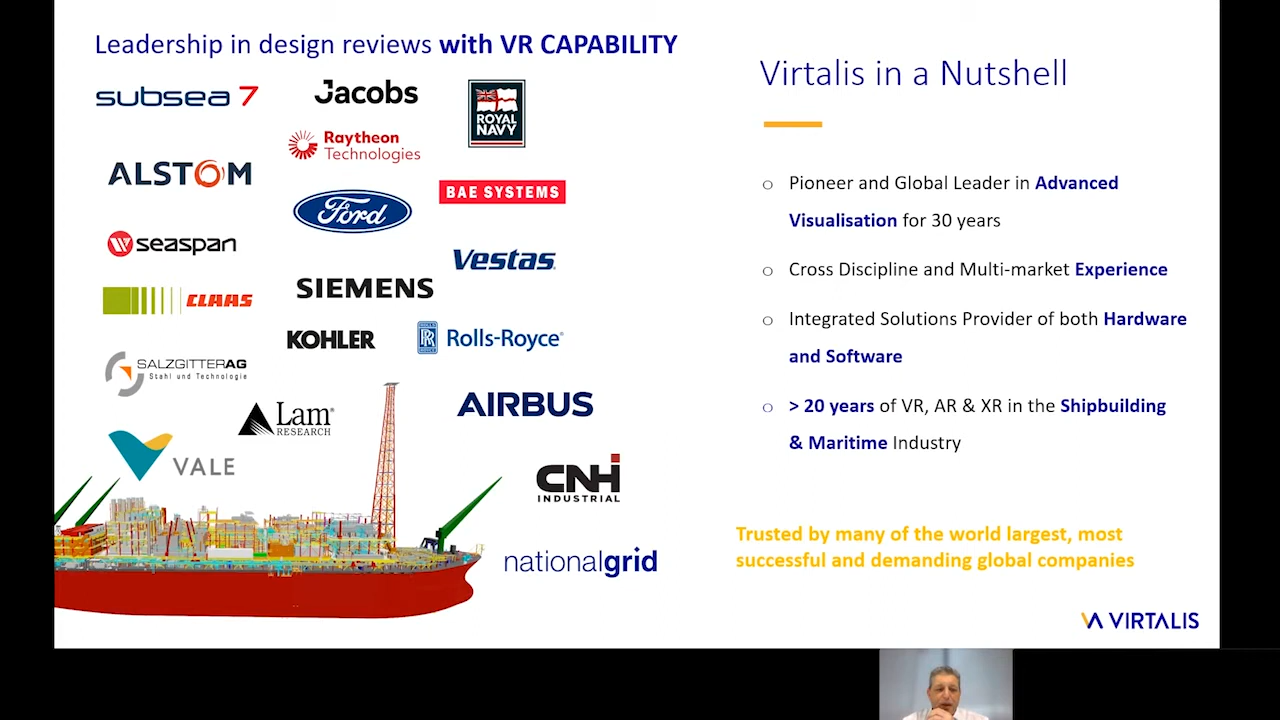 Leadership in design reviews with VR CAPABILITY
subsea 7
Jacobs
ROYAL
NAVY
Raytheon
Technologies
ALSTOM
BAE SYSTEMS
Ford
seaspan
Vestas
SIEMENS
CLAAS
KOHLER
Rolls-Royce
SALZGITTERAG
Stahl und Technologie
AIRBUS
Lam
RESEARCH
VALE
CNH
INDUSTRIAL
nationalgrid
Virtalis in a Nutshell
Pioneer and Global Leader in Advanced
Visualisation for 30 years
Cross Discipline and Multi-market Experience
Integrated Solutions Provider of both Hardware
and Software
> 20 years of VR, AR & XR in the Shipbuilding
& Maritime Industry
Trusted by many of the world largest, most
successful and demanding global companies
VIRTALIS